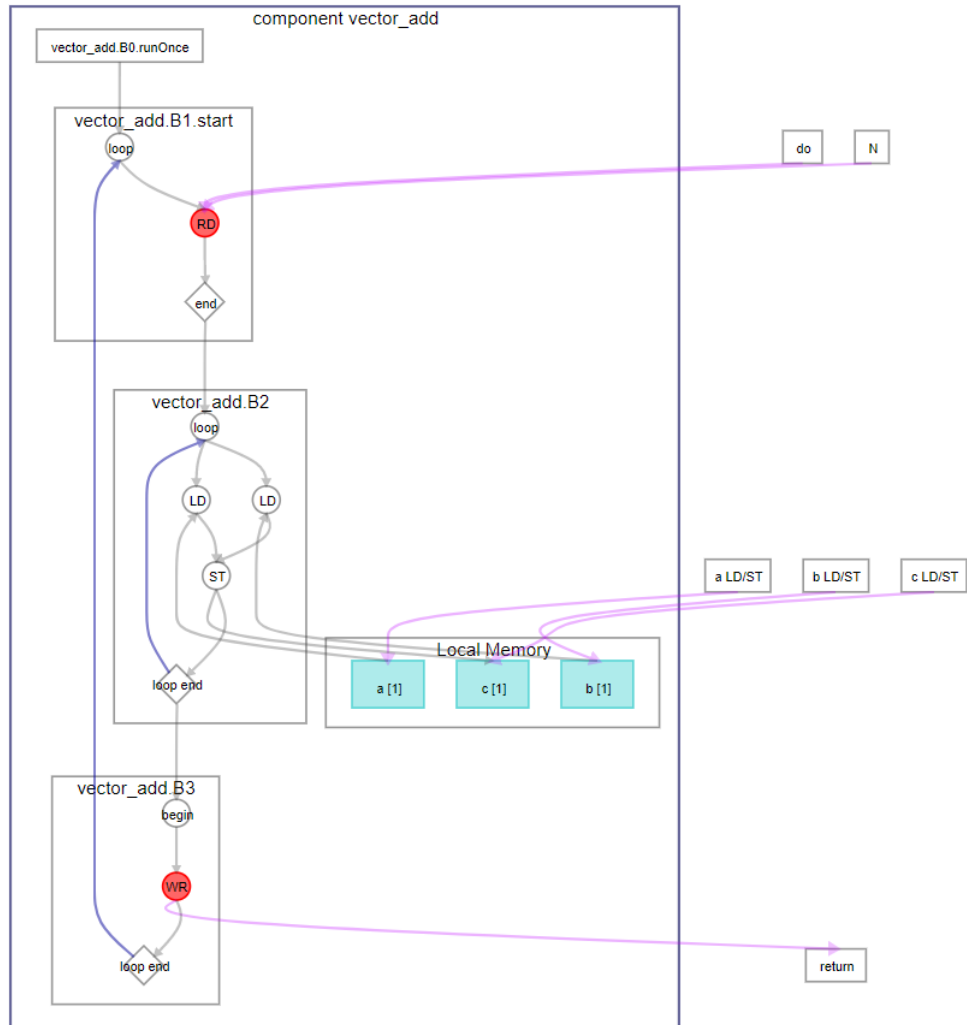 component vector_add
vector_add.B0.runOnce
vector_add.B1.start
loop
do
N
RD
end
vector_add.B2
loop
LD
LD
ST
a LD/ST
b LD/ST
c LD/ST
Local Memory
loop end
a [1]
c [1]
b [1]
vector_add.B3
begin
WR
loop end
return